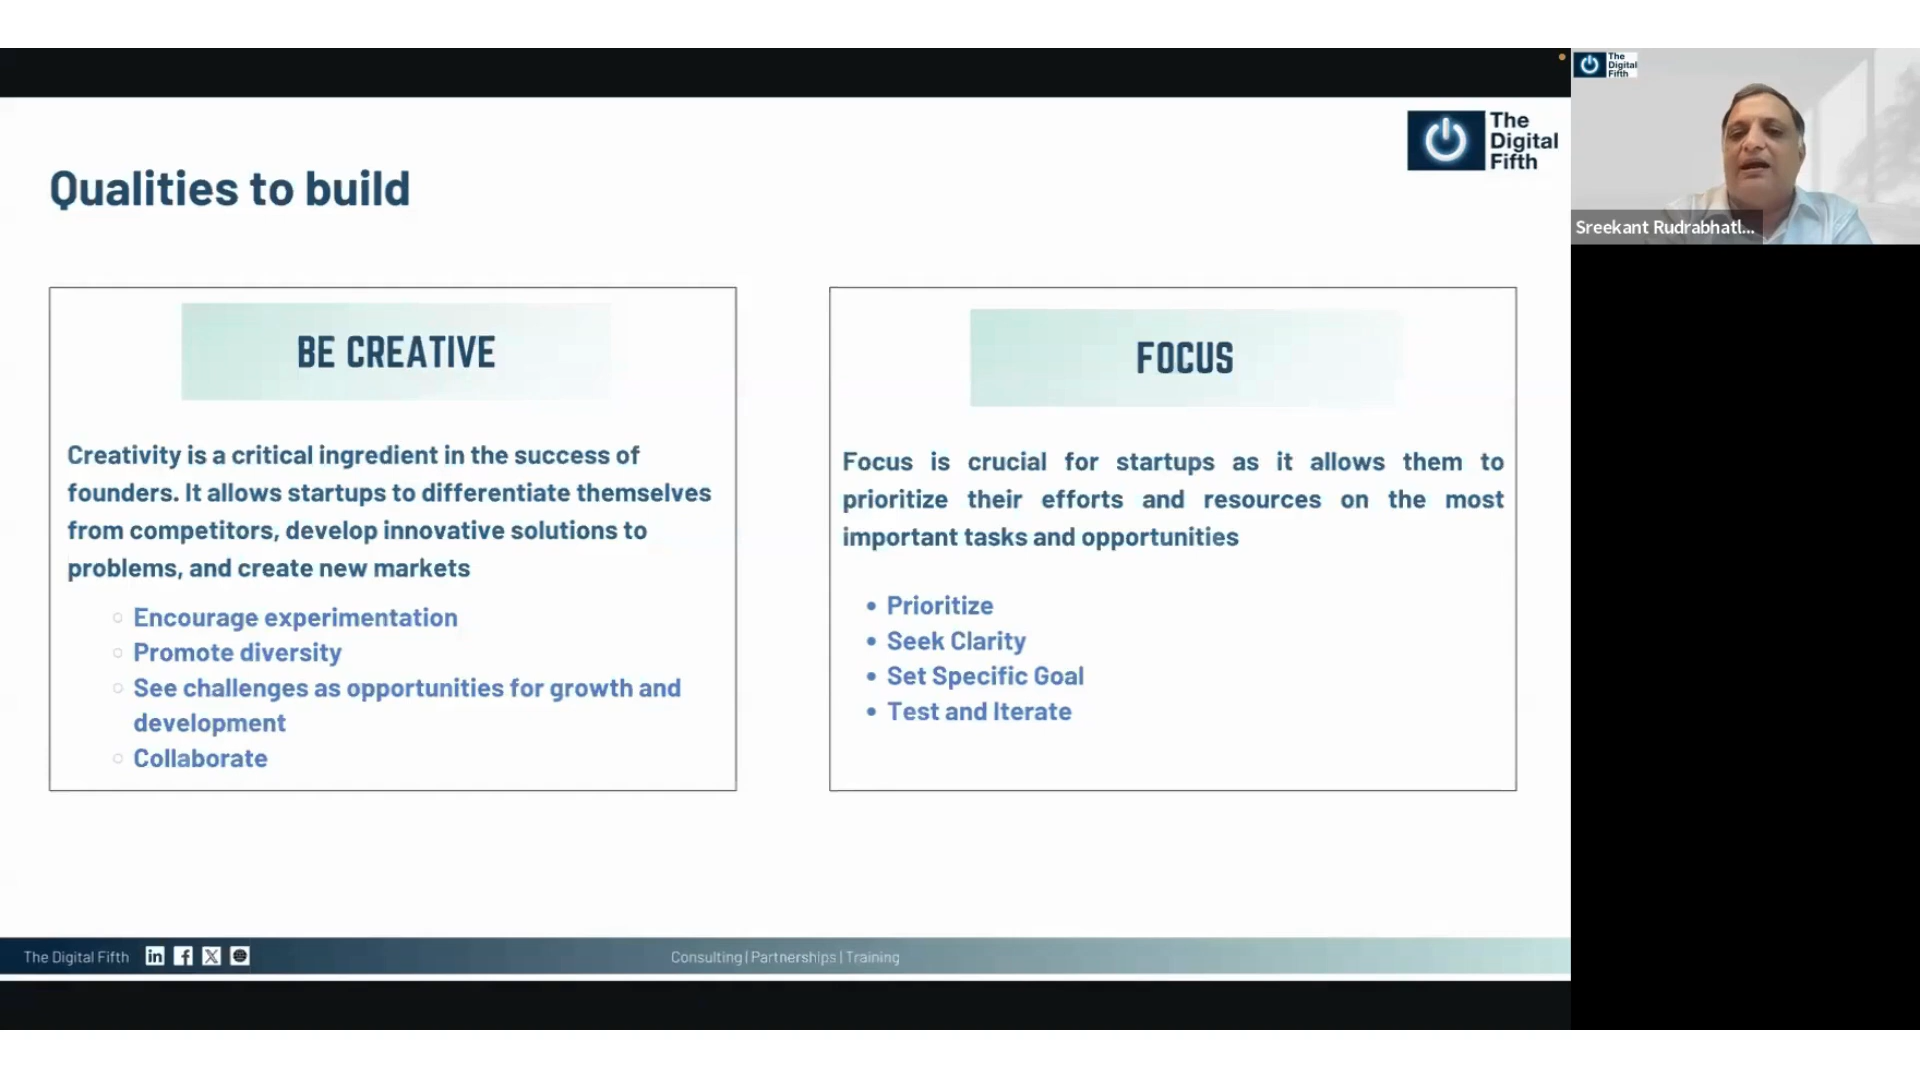 The
Digital
Fifth
The
Digital
Fifth
Sreekant Rudrabhatl...
Qualities to build
BE CREATIVE
Creativity is a critical ingredient in the success of
founders. It allows startups to differentiate themselves
from competitors, develop innovative solutions to
problems, and create new markets
Encourage experimentation
Promote diversity
See challenges as opportunities for growth and
development
Collaborate
FOCUS
Focus is crucial for startups as it allows them to
prioritize their efforts and resources on the most
important tasks and opportunities
• Prioritize
• Seek Clarity
• Set Specific Goal
• Test and Iterate
The Digital Fifth
Consulting | Partnerships | Training